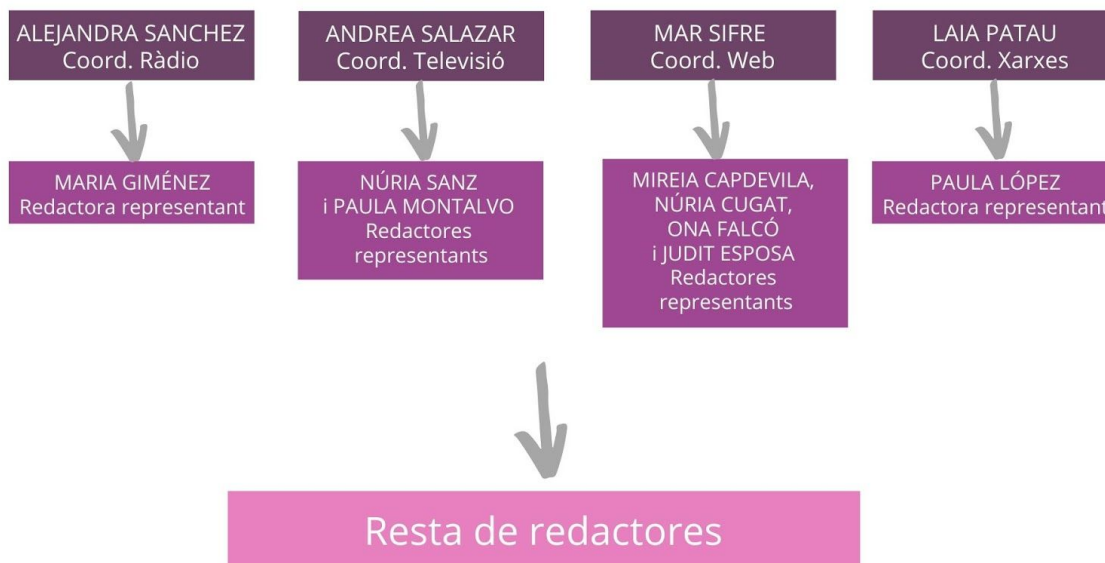 ALEJANDRA SANCHEZ
Coord. Ràdio
ANDREA SALAZAR
Coord. Televisió
MAR SIFRE
Coord. Web
LAIA PATAU
Coord. Xarxes
MARIA GIMÉNEZ
Redactora representant
NÚRIA SANZ
i PAULA MONTALVO
Redactores
representants
MIREIA CAPDEVILA,
NÚRIA CUGAT,
ONA FALCÓ
i JUDIT ESPOSA
Redactores
representants
PAULA LÓPEZ
Redactora representant
Resta de redactores